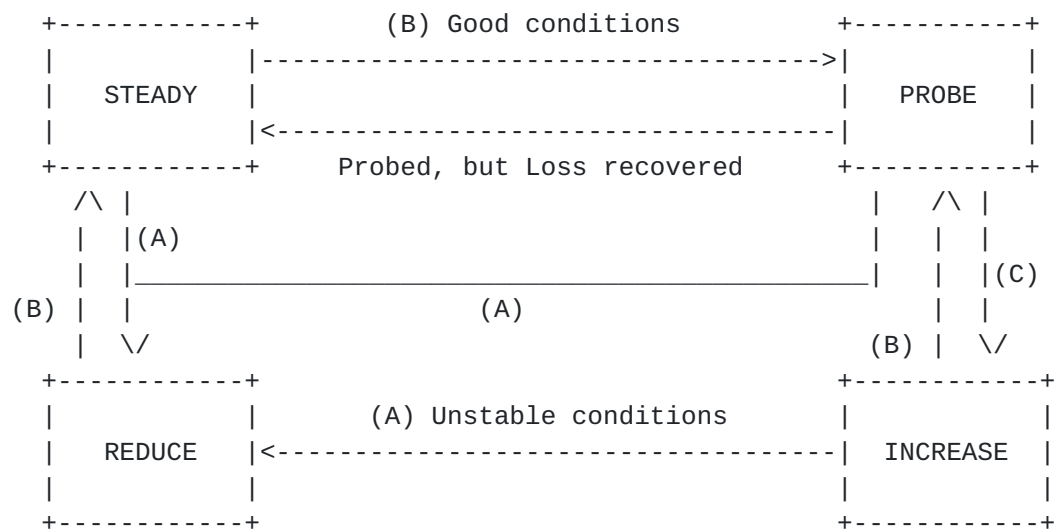 (B) Good conditions
STEADY PROBE
Probed, but Loss recovered
(A)
(C)
(B) (A)
(B)
(A) Unstable conditions
REDUCE INCREASE